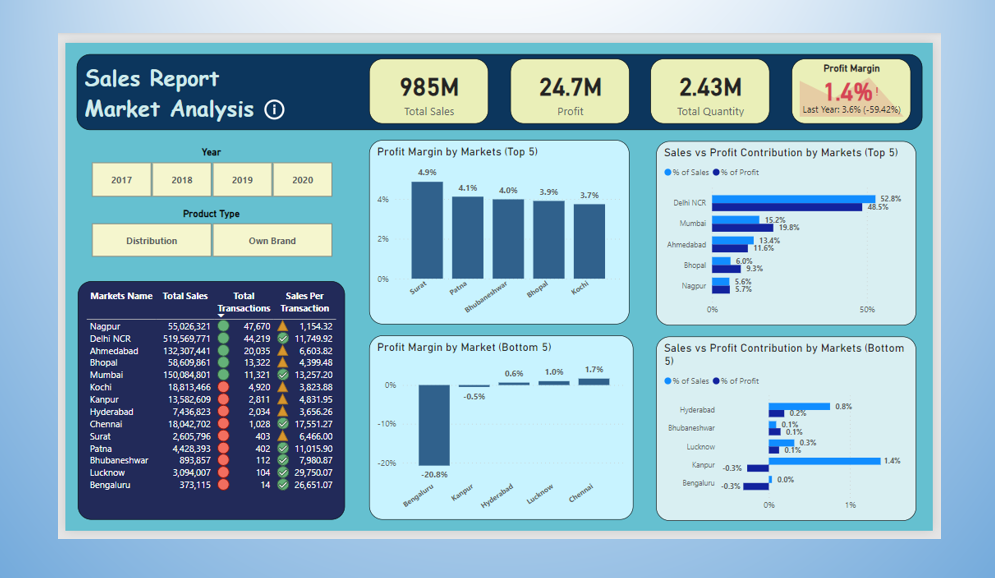 Sales Report
Market Analysis
985M
Total Sales
24.7M
Profit
2.43M
Total Quantity
Profit Margin
1.4%!
Last Year: 3.6% (-59.42%)
Year
2017 2018 2019 2020
Product Type
Distribution Own Brand
Markets Name Total Sales Total Transactions Sales Per Transaction
Nagpur 55,026,321 47,670 1,154.32
Delhi NCR 519,569,771 44,219 11,749.92
Ahmedabad 132,307,441 20,035 6,603.82
Bhopal 58,609,861 13,322 4,399.48
Mumbai 150,084,801 11,321 13,257.20
Kochi 18,813,466 4,920 3,823.88
Kanpur 13,582,609 2,811 4,831.95
Hyderabad 7,436,823 2,034 3,656.26
Chennai 18,042,702 1,028 17,551.27
Surat 2,605,796 403 6,466.00
Patna 4,428,393 402 11,015.90
Bhubaneshwar 893,857 112 7,980.87
Lucknow 3,094,007 104 29,750.07
Bengaluru 373,115 14 26,651.07
Profit Margin by Markets (Top 5)
4.9% 4.1% 4.0% 3.9% 3.7%
4%
2%
0%
Surat Patna Bhubaneshwar Bhopal Kochi
Sales vs Profit Contribution by Markets (Top 5)
% of Sales % of Profit
Delhi NCR 52.8%
48.5%
Mumbai 15.2%
19.8%
Ahmedabad 13.4%
11.6%
Bhopal 6.0%
9.3%
Nagpur 5.6%
5.7%
0% 50%
Profit Margin by Market (Bottom 5)
0%
-10%
-20%
-20.8% -0.5% 0.6% 1.0% 1.7%
Bengaluru Kanpur Hyderabad Lucknow Chennai
Sales vs Profit Contribution by Markets (Bottom
5)
% of Sales % of Profit
Hyderabad 0.8%
0.2%
Bhubaneshwar 0.1%
0.1%
Lucknow 0.3%
0.1%
Kanpur 1.4%
-0.3%
Bengaluru 0.0%
-0.3%
0% 1%